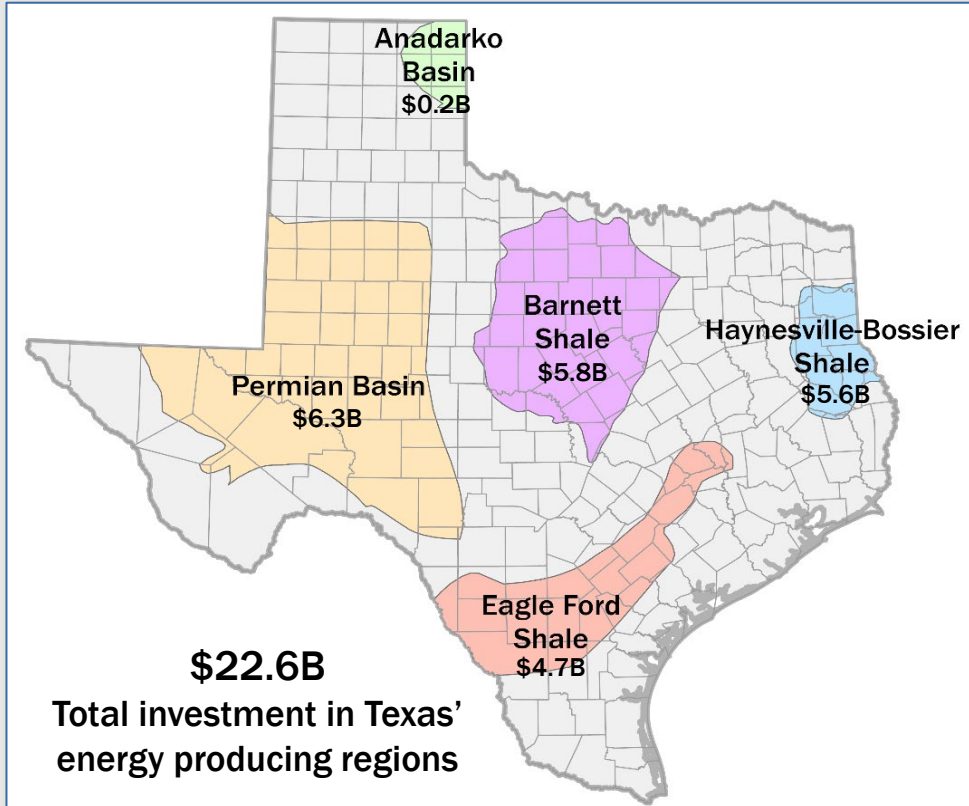 Anadarko
Basin
$0.2B
Barnett
Shale
$5.8B
Haynesville-Bossier
Shale
$5.6B
Permian Basin
$6.3B
Eagle Ford
Shale
$4.7B
$22.6B
Total investment in Texas’
energy producing regions